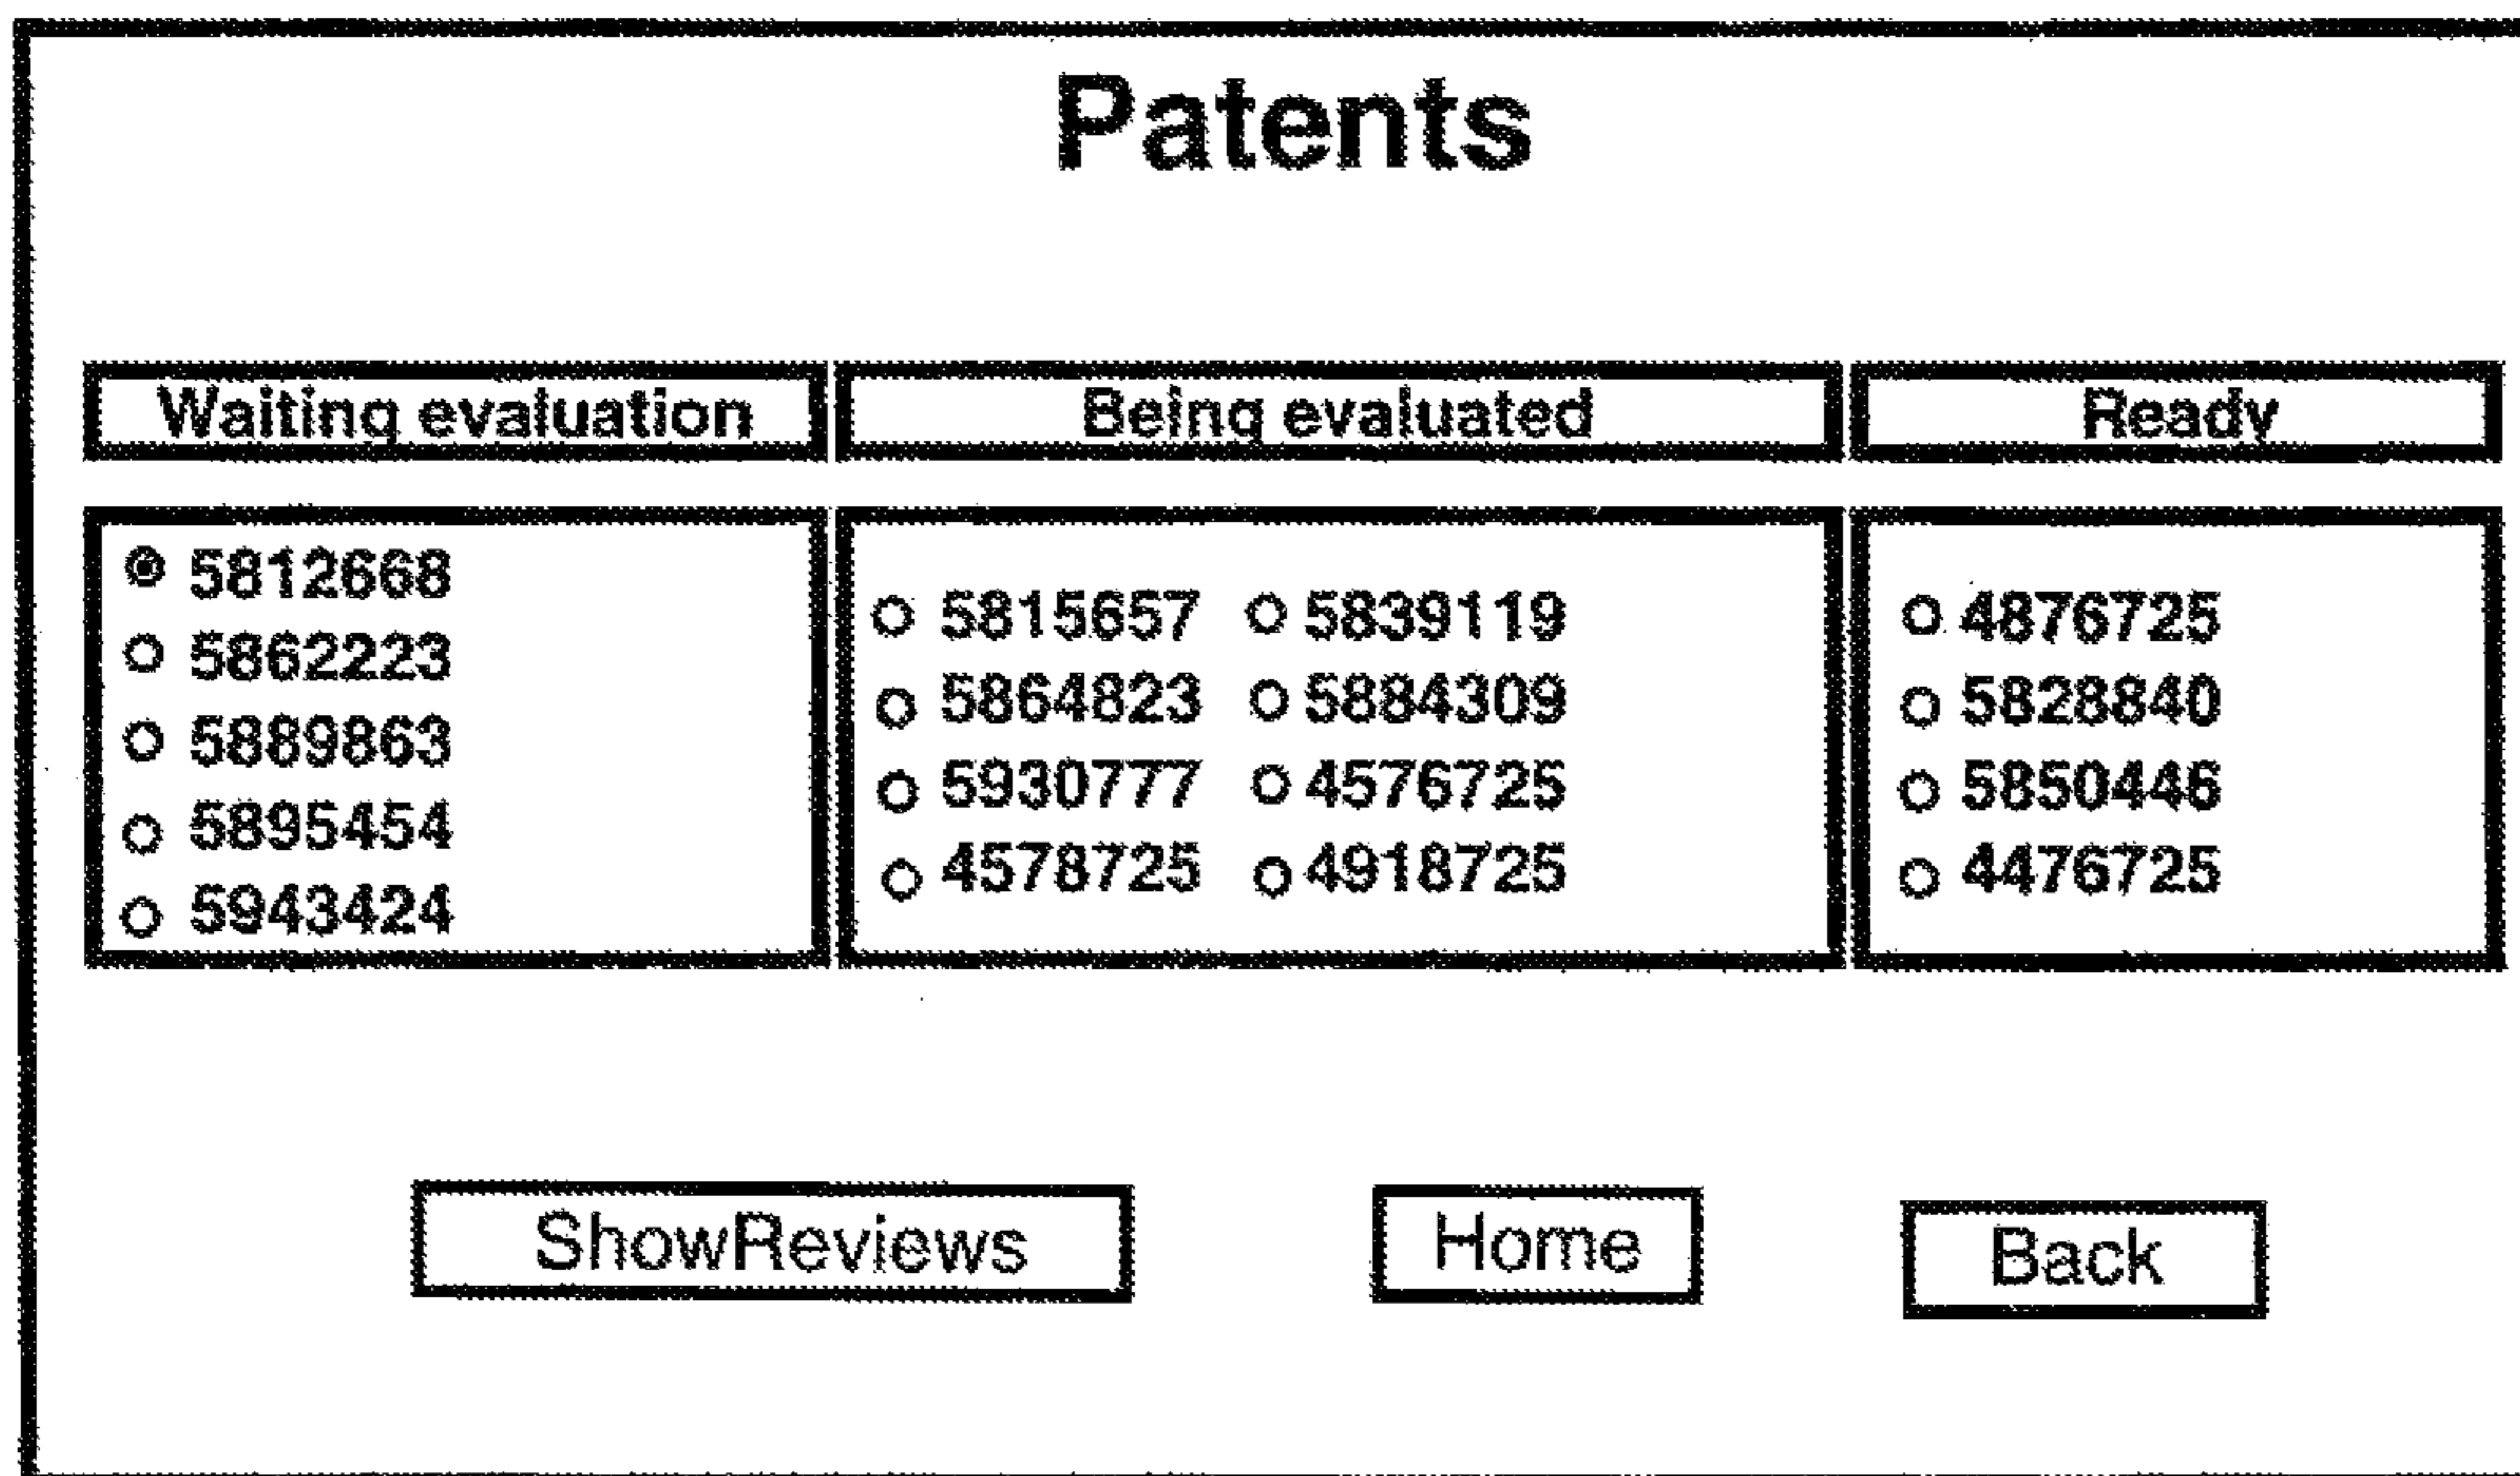 Patents
Waiting evaluation
Being evaluated
Ready
5812668
5862223
5889863
5895454
5943424
5815657 5839119
5864823 5884309
5930777 4576725
4578725 4918725
4876725
5828840
5850446
4476725
ShowReviews
Home
Back